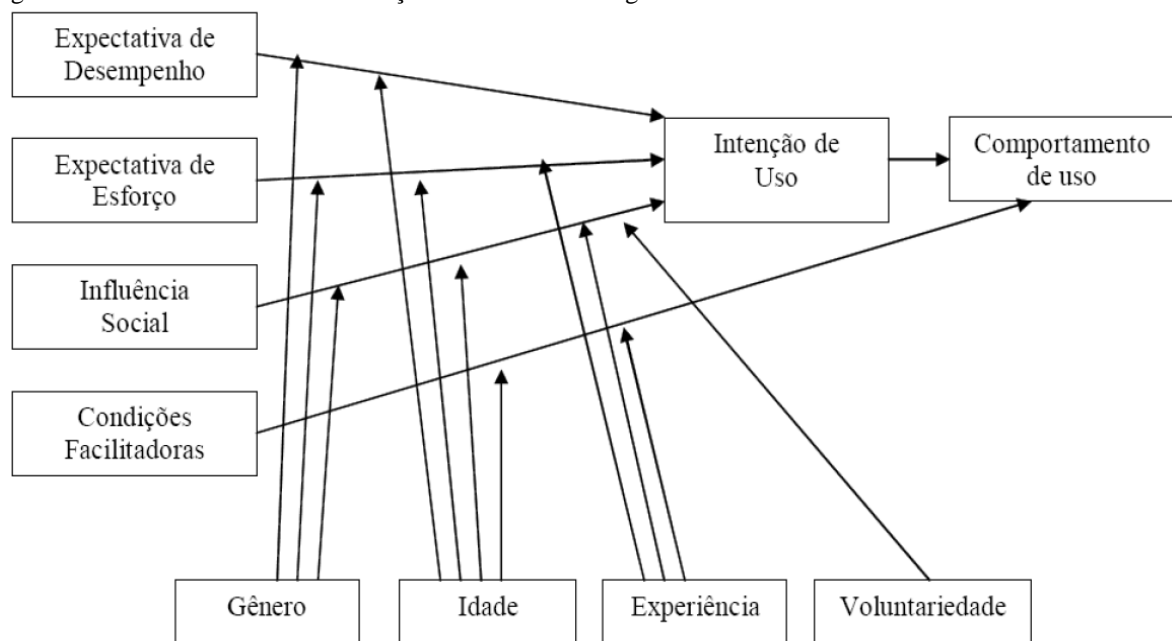 Expectativa de
Desempenho
Expectativa de
Esforço
Influência
Social
Condições
Facilitadoras
Intenção de
Uso
Comportamento
de uso
Gênero
Idade
Experiência
Voluntariedade